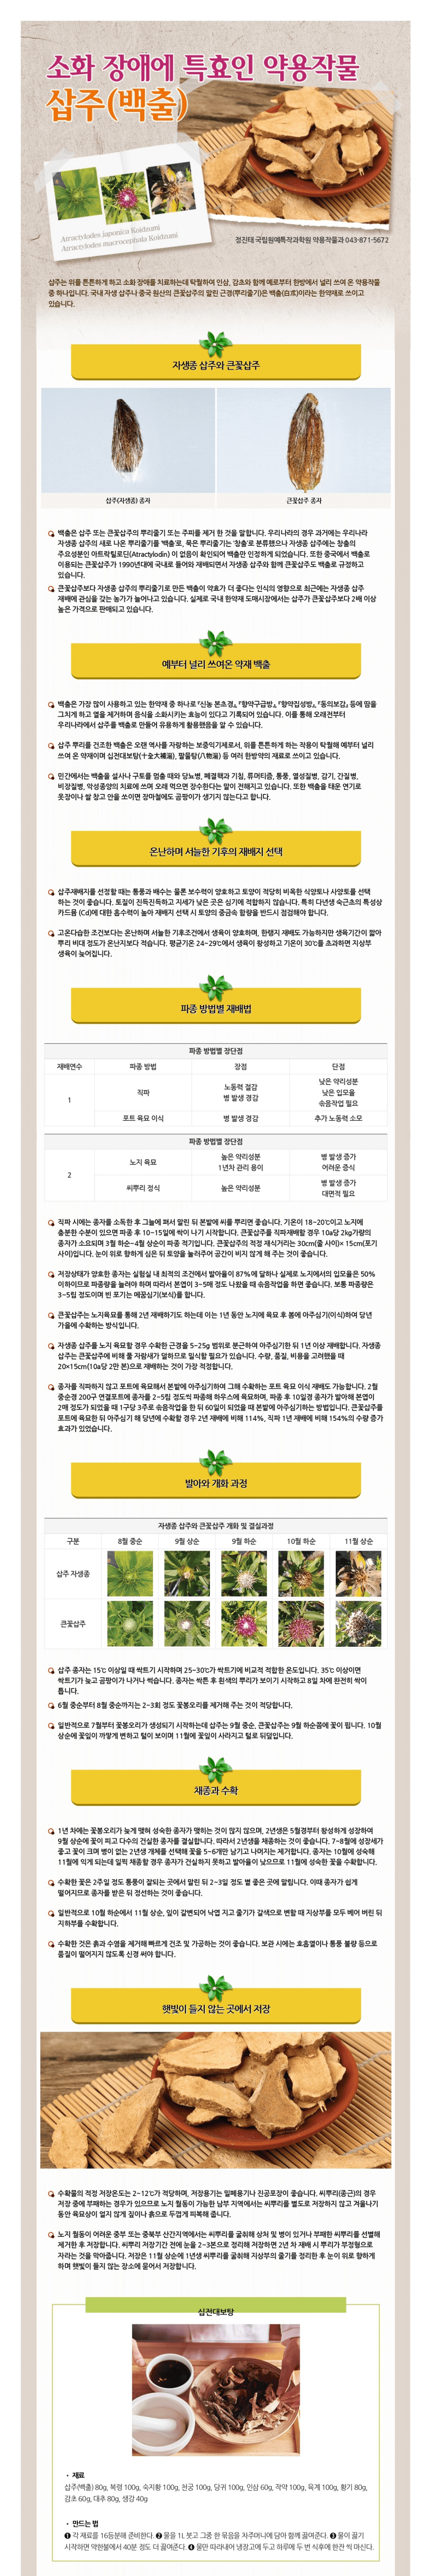 소화 장애에 특효인 약용작물
삽주(백출)
Atractylodes japonica Koidzumi
Atractylodes macrocephala Koidzumi
정진태 국립원예특작과학원 약용작물과 043-871-5672
삽주는 위를 튼튼하게 하고 소화 장애를 치료하는데 탁월하여 인삼, 감초와 함께 예로부터 한방에서 널리 쓰여 온 약용작물
중 하나입니다. 국내 자생 삽주나 중국 원산의 큰꽃삽주의 말린 근경(뿌리줄기)은 백출(白朮)이라는 한약재로 쓰이고
있습니다.
자생종 삽주와 큰꽃삽주
삽주(자생종) 종자
큰꽃삽주 종자
백출은 삽주 또는 큰꽃삽주의 뿌리줄기 또는 주피를 제거 한 것을 말합니다. 우리나라의 경우 과거에는 우리나라
자생종 삽주의 새로 나온 뿌리줄기를 '백출'로, 묵은 뿌리줄기는 '창출'로 분류했으나 자생종 삽주에는 창출의
주요성분인 아트락틸로딘(Atractylodin) 이 없음이 확인되어 백출만 인정하게 되었습니다. 또한 중국에서 백출로
이용되는 큰꽃삽주가 1990년대에 국내로 들어와 재배되면서 자생종 삽주와 함께 큰꽃삽주도 백출로 규정하고
있습니다.
큰꽃삽주보다 자생종 삽주의 뿌리줄기로 만든 백출이 약효가 더 좋다는 인식의 영향으로 최근에는 자생종 삽주
재배에 관심을 갖는 농가가 늘어나고 있습니다. 실제로 국내 한약재 도매시장에서는 삽주가 큰꽃삽주보다 2배 이상
높은 가격으로 판매되고 있습니다.
예부터 널리 쓰여온 약재 백출
백출은 가장 많이 사용하고 있는 한약재 중 하나로 『신농 본초경』, 『향약구급방』, 『향약집성방』, 『동의보감』 등에 땀을
그치게 하고 열을 제거하며 음식을 소화시키는 효능이 있다고 기록되어 있습니다. 이를 통해 오래전부터
우리나라에서 삽주를 백출로 만들어 유용하게 활용했음을 알 수 있습니다.
삽주 뿌리를 건조한 백출은 오랜 역사를 자랑하는 보중익기제로서, 위를 튼튼하게 하는 작용이 탁월해 예부터 널리
쓰여 온 약재이며 십전대보탕(十全大補湯), 팔물탕(八物湯) 등 여러 한방약의 재료로 쓰이고 있습니다.
민간에서는 백출을 설사나 구토를 멈출 때와 당뇨병, 폐결핵과 기침, 류머티즘, 통풍, 열성질병, 감기, 간질병,
비장질병, 악성종양의 치료에 쓰며 오래 먹으면 장수한다는 말이 전해지고 있습니다. 또한 백출을 태운 연기로
옷장이나 쌀 창고 안을 쏘이면 장마철에도 곰팡이가 생기지 않는다고 합니다.
온난하며 서늘한 기후의 재배지 선택
삽주재배지를 선정할 때는 통풍과 배수는 물론 보수력이 양호하고 토양이 적당히 비옥한 식양토나 사양토를 선택
하는 것이 좋습니다. 토질이 진득진득하고 지세가 낮은 곳은 심기에 적합하지 않습니다. 특히 다년생 숙근초의 특성상
카드뮴 (Cd)에 대한 흡수력이 높아 재배지 선택 시 토양의 중금속 함량을 반드시 점검해야 합니다.
고온다습한 조건보다는 온난하며 서늘한 기후조건에서 생육이 양호하며, 한랭지 재배도 가능하지만 생육기간이 짧아
뿌리 비대 정도가 온난지보다 적습니다. 평균기온 24~29℃에서 생육이 왕성하고 기온이 30℃를 초과하면 지상부
생육이 늦어집니다.
파종 방법별 재배법
파종 방법별 장단점
재배연수 파종 방법 장점 단점
1 직파 노동력 절감 병 발생 경감 낮은 약리성분 낮은 입모율 솎음작업 필요
포트 육묘 이식 병 발생 경감 추가 노동력 소모
파종 방법별 장단점
2 노지 육묘 높은 약리성분 1년차 관리 용이 병 발생 증가 어려운 증식
씨뿌리 정식 높은 약리성분 병 발생 증가 대면적 필요
직파 시에는 종자를 소독한 후 그늘에 펴서 말린 뒤 본밭에 씨를 뿌리면 좋습니다. 기온이 18~20℃이고 노지에
충분한 수분이 있으면 파종 후 10~15일에 싹이 나기 시작합니다. 큰꽃삽주를 직파재배할 경우 10a당 2kg가량의
종자가 소요되며 3월 하순~4월 상순이 파종 적기입니다. 큰꽃삽주의 적정 재식거리는 30cm(줄 사이)× 15cm(포기
사이)입니다. 눈이 위로 향하게 심은 뒤 토양을 눌러주어 공간이 비지 않게 해 주는 것이 좋습니다.
저장상태가 양호한 종자는 실험실 내 최적의 조건에서 발아율이 87%에 달하나 실제로 노지에서의 입모율은 50%
이하이므로 파종량을 늘려야 하며 따라서 본엽이 3~5매 정도 나왔을 때 솎음작업을 하면 좋습니다. 보통 파종량은
3~5립 정도이며 빈 포기는 메꿈심기(보식)를 합니다.
큰꽃삽주는 노지육묘를 통해 2년 재배하기도 하는데 이는 1년 동안 노지에 육묘 후 봄에 아주심기(이식)하여 당년
가을에 수확하는 방식입니다.
자생종 삽주를 노지 육묘할 경우 수확한 근경을 5~25g 범위로 분근하여 아주심기한 뒤 1년 이상 재배합니다. 자생종
삽주는 큰꽃삽주에 비해 풀 자람새가 덜하므로 밀식할 필요가 있습니다. 수량, 품질, 비용을 고려했을 때
20×15cm(10a당 2만 본)으로 재배하는 것이 가장 적정합니다.
종자를 직파하지 않고 포트에 육묘해서 본밭에 아주심기하여 그해 수확하는 포트 육묘 이식 재배도 가능합니다. 2월
중순경 200구 연결포트에 종자를 2~5립 정도씩 파종해 하우스에 육묘하며, 파종 후 10일경 종자가 발아해 본엽이
2매 정도가 되었을 때 1구당 3주로 솎음작업을 한 뒤 60일이 되었을 때 본밭에 아주심기하는 방법입니다. 큰꽃삽주를
포트에 육묘한 뒤 아주심기 해 당년에 수확할 경우 2년 재배에 비해 114%, 직파 1년 재배에 비해 154%의 수량 증가
효과가 있었습니다.
발아와 개화 과정
자생종 삽주와 큰꽃삽주 개화 및 결실과정
구분 8월 중순 9월 상순 9월 하순 10월 하순 11월 상순
삽주 자생종
큰꽃삽주
삽주 종자는 15℃ 이상일 때 싹트기 시작하며 25~30℃가 싹트기에 비교적 적합한 온도입니다. 35℃ 이상이면
싹트기가 늦고 곰팡이가 나거나 썩습니다. 종자는 싹튼 후 흰색의 뿌리가 보이기 시작하고 8일 차에 완전히 싹이
틉니다.
6월 중순부터 8월 중순까지는 2~3회 정도 꽃봉오리를 제거해 주는 것이 적당합니다.
일반적으로 7월부터 꽃봉오리가 생성되기 시작하는데 삽주는 9월 중순, 큰꽃삽주는 9월 하순쯤에 꽃이 핍니다. 10월
상순에 꽃잎이 까맣게 변하고 털이 보이며 11월에 꽃잎이 사라지고 털로 뒤덮입니다.
채종과 수확
1년 차에는 꽃봉오리가 늦게 맺혀 성숙한 종자가 맺히는 것이 많지 않으며, 2년생은 5월경부터 왕성하게 성장하여
9월 상순에 꽃이 피고 다수의 건실한 종자를 결실합니다. 따라서 2년생을 채종하는 것이 좋습니다. 7~8월에 성장세가
좋고 꽃이 크며 병이 없는 2년생 개체를 선택해 꽃을 5~6개만 남기고 나머지는 제거합니다. 종자는 10월에 성숙해
11월에 익게 되는데 일찍 채종할 경우 종자가 건실하지 못하고 발아율이 낮으므로 11월에 성숙한 꽃을 수확합니다.
수확한 꽃은 2주일 정도 통풍이 잘되는 곳에서 말린 뒤 2~3일 정도 볕 좋은 곳에 말립니다. 이때 종자가 쉽게
떨어지므로 종자를 받은 뒤 정선하는 것이 좋습니다.
일반적으로 10월 하순에서 11월 상순, 잎이 갈변되어 낙엽 지고 줄기가 갈색으로 변할 때 지상부를 모두 베어 버린 뒤
지하부를 수확합니다.
수확한 것은 흙과 수염을 제거해 빠르게 건조 및 가공하는 것이 좋습니다. 보관 시에는 호흡열이나 통풍 불량 등으로
품질이 떨어지지 않도록 신경 써야 합니다.
햇빛이 들지 않는 곳에서 저장
수확물의 적정 저장온도는 2~12℃가 적당하며, 저장용기는 밀폐용기나 진공포장이 좋습니다. 씨뿌리(종근)의 경우
저장 중에 부패하는 경우가 있으므로 노지 월동이 가능한 남부 지역에서는 씨뿌리를 별도로 저장하지 않고 겨울나기
동안 육묘상이 얼지 않게 짚이나 흙으로 두껍게 피복해 줍니다.
노지 월동이 어려운 중부 또는 중북부 산간지역에서는 씨뿌리를 굴취해 상처 및 병이 있거나 부패한 씨뿌리를 선별해
제거한 후 저장합니다. 씨뿌리 저장기간 전에 눈을 2~3본으로 정리해 저장하면 2년 차 재배 시 뿌리가 부정형으로
자라는 것을 막아줍니다. 저장은 11월 상순에 1년생 씨뿌리를 굴취해 지상부의 줄기를 정리한 후 눈이 위로 향하게
하며 햇빛이 들지 않는 장소에 묻어서 저장합니다.
십전대보탕
• 재료
삽주(백출) 80g, 복령 100g, 숙지황 100g, 천궁 100g, 당귀 100g, 인삼 60g, 작약 100g, 육계 100g, 황기 80g,
감초 60g, 대추 80g, 생강 40g
• 만드는 법
❶ 각 재료를 16등분해 준비한다. ❷ 물을 1L 붓고 그중 한 묶음을 자주머니에 담아 함께 끓여준다. ❸ 물이 끓기
시작하면 약한불에서 40분 정도 더 끓여준다. ❹ 물만 따라내어 냉장고에 두고 하루에 두 번 식후에 한잔 씩 마신다.